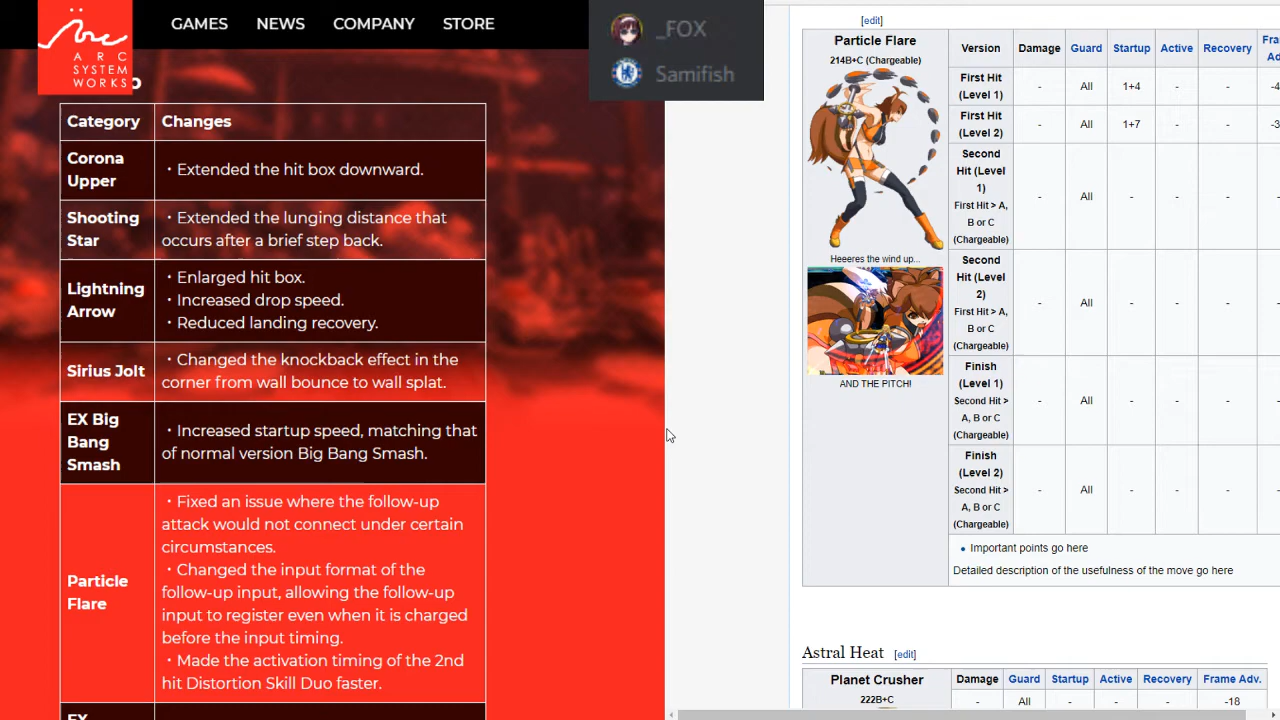 ARC
SYSTEM
WORKS
GAMES
NEWS
COMPANY
STORE
_FOX
Samifish
Category
Changes
Corona
Upper
・Extended the hit box downward.
Shooting
Star
・Extended the lunging distance that
occurs after a brief step back.
Lightning
Arrow
・Enlarged hit box.
・Increased drop speed.
・Reduced landing recovery.
Sirius Jolt
・Changed the knockback effect in the
corner from wall bounce to wall splat.
EX Big
Bang
Smash
・Increased startup speed, matching that
of normal version Big Bang Smash.
Particle
Flare
・Fixed an issue where the follow-up
attack would not connect under certain
circumstances.
・Changed the input format of the
follow-up input, allowing the follow-up
input to register even when it is charged
before the input timing.
・Made the activation timing of the 2nd
hit Distortion Skill Duo faster.
EX
[edit]
Particle Flare
214B+C (Chargeable)
Heeeres the wind up...
AND THE PITCH!
Version
Damage
Guard
Startup
Active
Recovery
First Hit
(Level 1)
-
All
1+4
-
-
First Hit
(Level 2)
-
All
1+7
-
-
Second
Hit (Level
1)
First Hit > A,
B or C
(Chargeable)
-
All
-
-
-
Second
Hit (Level
2)
First Hit > A,
B or C
(Chargeable)
-
All
-
-
-
Finish
(Level 1)
Second Hit >
A, B or C
(Chargeable)
-
All
-
-
-
Finish
(Level 2)
Second Hit >
A, B or C
(Chargeable)
-
All
-
-
-
• Important points go here
Detailed description of the usefulness of the move go here
Astral Heat [edit]
Planet Crusher
222B+C
Damage
Guard
Startup
Active
Recovery
Frame Adv.
-
All
-
-
-
-18